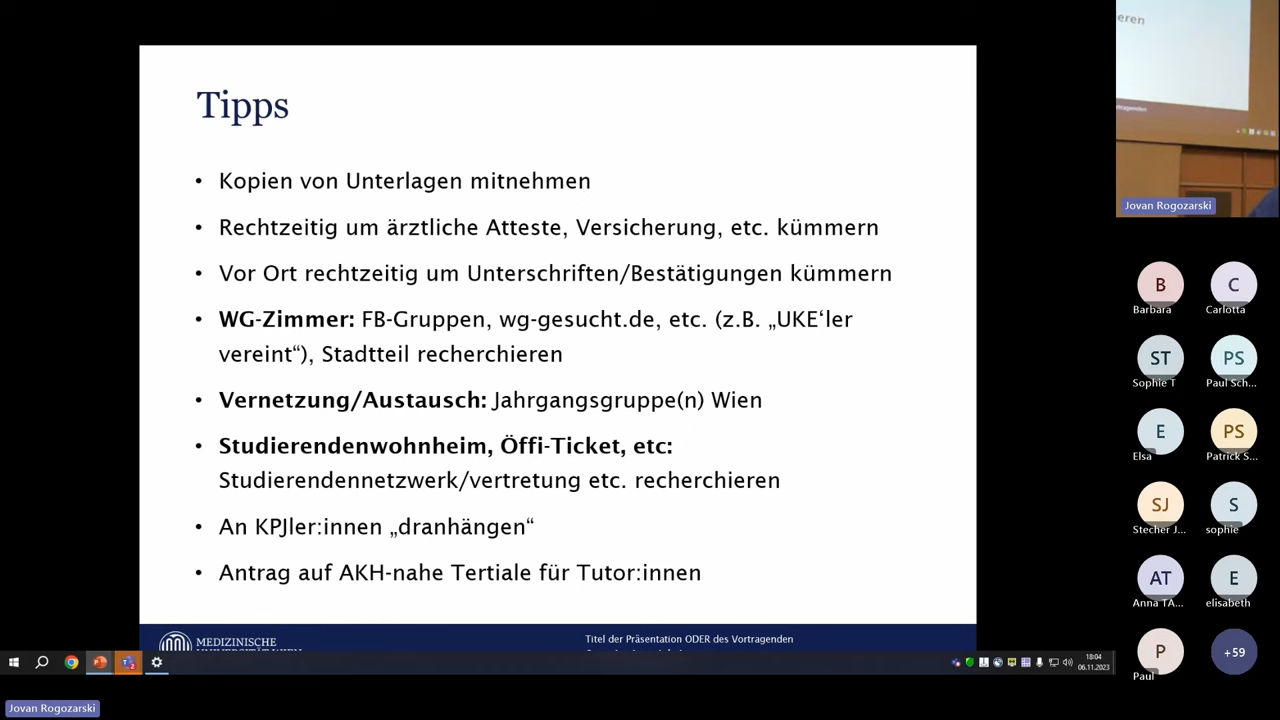 Tipps
• Kopien von Unterlagen mitnehmen
• Rechtzeitig um ärztliche Atteste, Versicherung, etc. kümmern
• Vor Ort rechtzeitig um Unterschriften/Bestätigungen kümmern
• WG-Zimmer: FB-Gruppen, wg-gesucht.de, etc. (z.B. „UKE‘ler
vereint“), Stadtteil recherchieren
• Vernetzung/Austausch: Jahrgangsgruppe(n) Wien
• Studierendenwohnheim, Öffi-Ticket, etc:
Studierendennetzwerk/vertretung etc. recherchieren
• An KPJler:innen „dranhängen“
• Antrag auf AKH-nahe Tertiale für Tutor:innen
MEDIZINISCHE
Titel der Präsentation ODER des Vortragenden
18:04
06.11.2023
Jovan Rogozarski
eren
Jovan Rogozarski
B
C
Barbara
Carlotta
ST
PS
Sophie T
Paul Sch...
E
PS
Elsa
Patrick S...
SJ
S
Stecher J...
sophie
AT
E
Anna TA...
elisabeth
P
+59
Paul